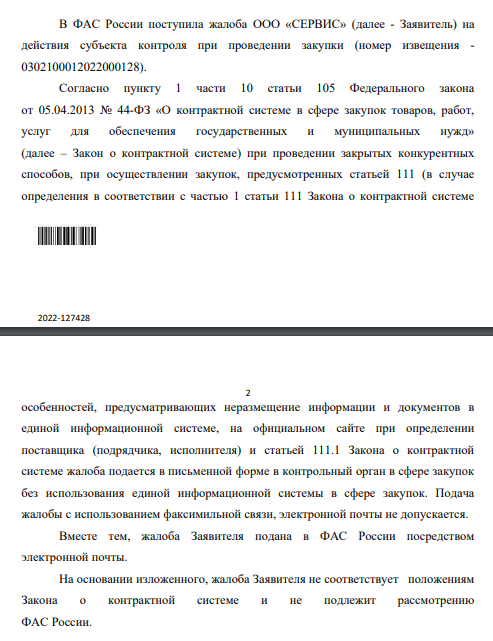 В ФАС России поступила жалоба ООО «СЕРВИС» (далее - Заявитель) на
действия субъекта контроля при проведении закупки (номер извещения -
0302100012022000128).
Согласно пункту 1 части 10 статьи 105 Федерального закона
от 05.04.2013 № 44-ФЗ «О контрактной системе в сфере закупок товаров, работ,
услуг для обеспечения государственных и муниципальных нужд»
(далее – Закон о контрактной системе) при проведении закрытых конкурентных
способов, при осуществлении закупок, предусмотренных статьей 111 (в случае
определения в соответствии с частью 1 статьи 111 Закона о контрактной системе
2022-127428
2
особенностей, предусматривающих неразмещение информации и документов в
единой информационной системе, на официальном сайте при определении
поставщика (подрядчика, исполнителя) и статьей 111.1 Закона о контрактной
системе жалоба подается в письменной форме в контрольный орган в сфере закупок
без использования единой информационной системы в сфере закупок. Подача
жалобы с использованием факсимильной связи, электронной почты не допускается.
Вместе тем, жалоба Заявителя подана в ФАС России посредством
электронной почты.
На основании изложенного, жалоба Заявителя не соответствует положениям
Закона о контрактной системе и не подлежит рассмотрению
ФАС России.